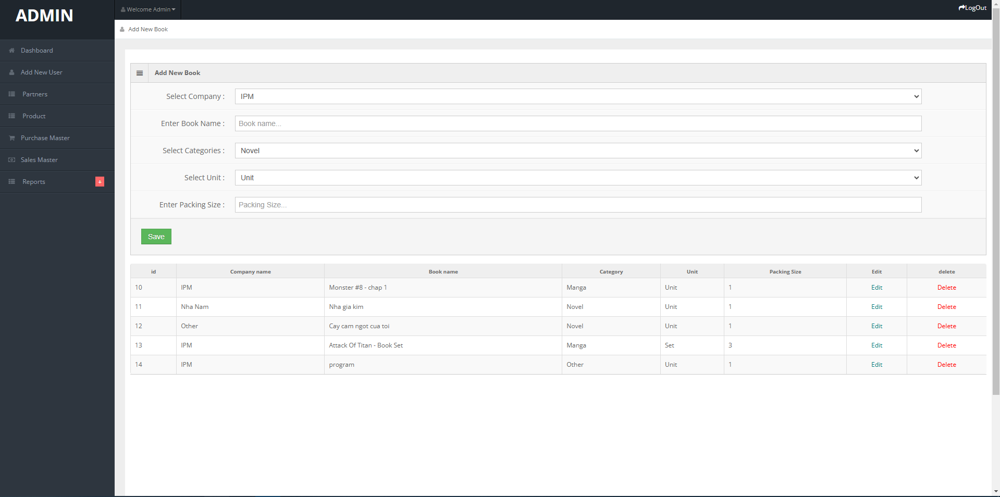 ADMIN
Welcome Admin
LogOut
Add New Book
Dashboard
Add New User
Partners
Product
Purchase Master
Sales Master
Reports +
Add New Book
Select Company : IPM
Enter Book Name : Book name...
Select Categories : Novel
Select Unit : Unit
Enter Packing Size : Packing Size...
Save
id Company name Book name Category Unit Packing Size Edit delete
10 IPM Monster #8 - chap 1 Manga Unit 1 Edit Delete
11 Nha Nam Nha gia kim Novel Unit 1 Edit Delete
12 Other Cay cam ngot cua toi Novel Unit 1 Edit Delete
13 IPM Attack Of Titan - Book Set Manga Set 3 Edit Delete
14 IPM program Other Unit 1 Edit Delete